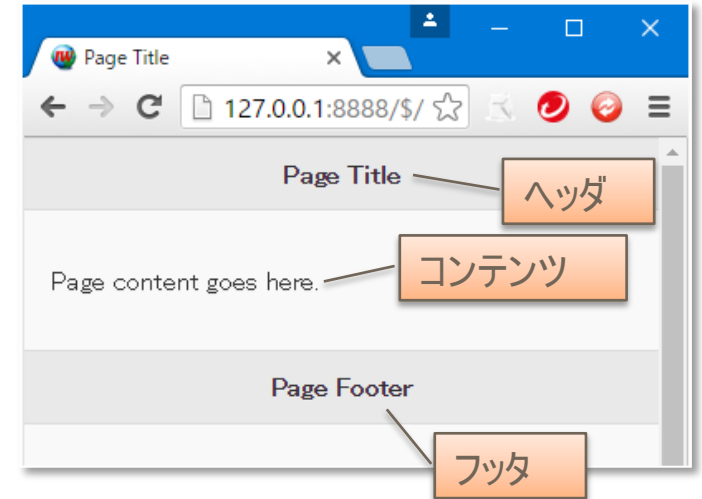 Page Title
127.0.0.1:8888/$/
Page Title
ヘッダ
コンテンツ
Page content goes here.
Page Footer
フッタ